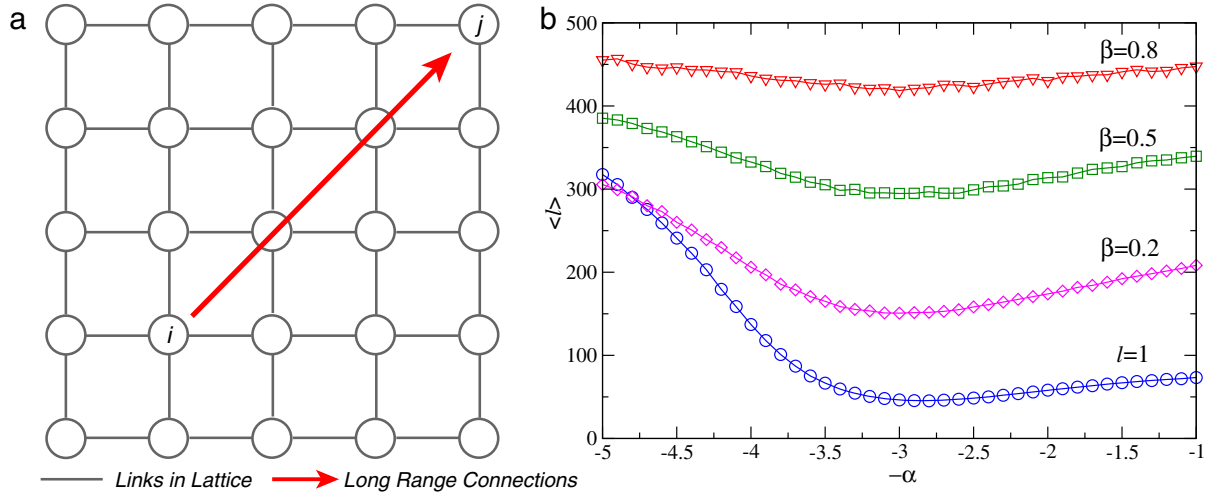 a
j
i
Links in Lattice
Long Range Connections
b
500
400
300
200
100
0
<l>
β=0.8
β=0.5
β=0.2
l=1
-5 -4.5 -4 -3.5 -3 -2.5 -2 -1.5 -1
−α